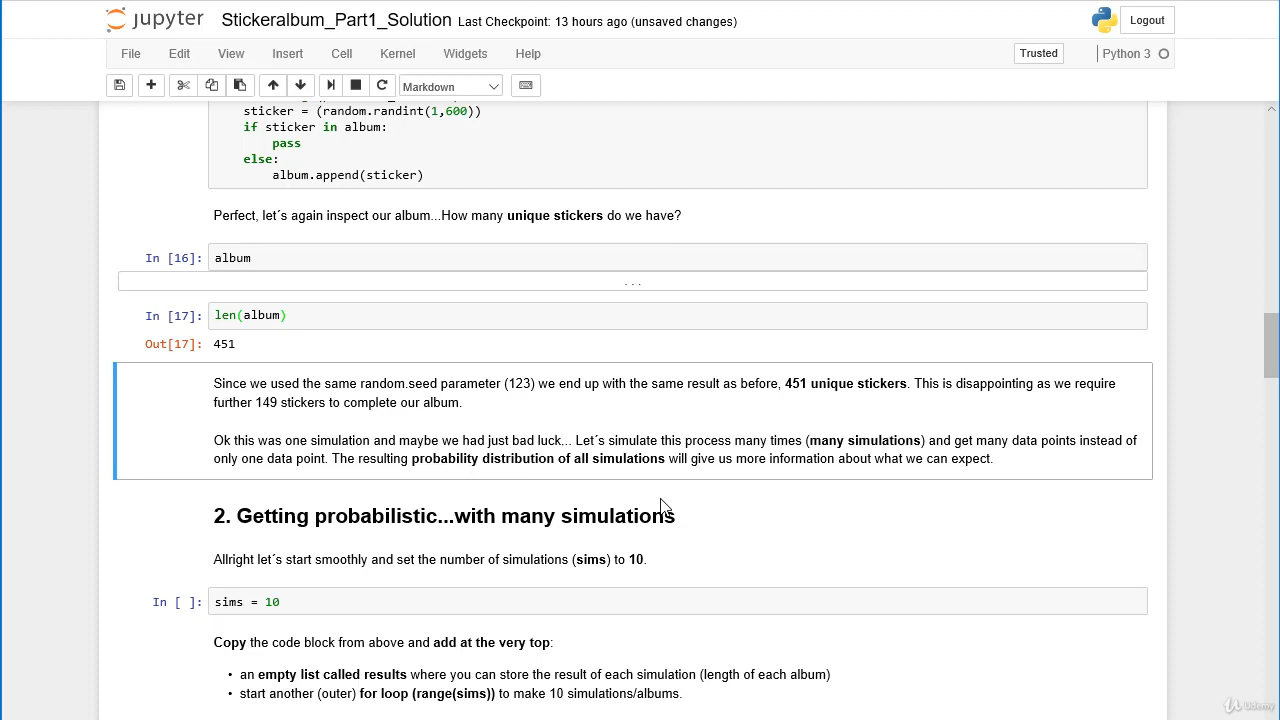 jupyter Stickeralbum_Part1_Solution Last Checkpoint: 13 hours ago (unsaved changes) Logout
File Edit View Insert Cell Kernel Widgets Help Trusted Python 3
Markdown
sticker = (random.randint(1,600))
if sticker in album:
pass
else:
album.append(sticker)
Perfect, let´s again inspect our album...How many unique stickers do we have?
In [16]: album
...
In [17]: len(album)
Out[17]: 451
Since we used the same random.seed parameter (123) we end up with the same result as before, 451 unique stickers. This is disappointing as we require
further 149 stickers to complete our album.
Ok this was one simulation and maybe we had just bad luck... Let´s simulate this process many times (many simulations) and get many data points instead of
only one data point. The resulting probability distribution of all simulations will give us more information about what we can expect.
2. Getting probabilistic...with many simulations
Allright let´s start smoothly and set the number of simulations (sims) to 10.
In [ ]: sims = 10
Copy the code block from above and add at the very top:
• an empty list called results where you can store the result of each simulation (length of each album)
• start another (outer) for loop (range(sims)) to make 10 simulations/albums.
Udemy